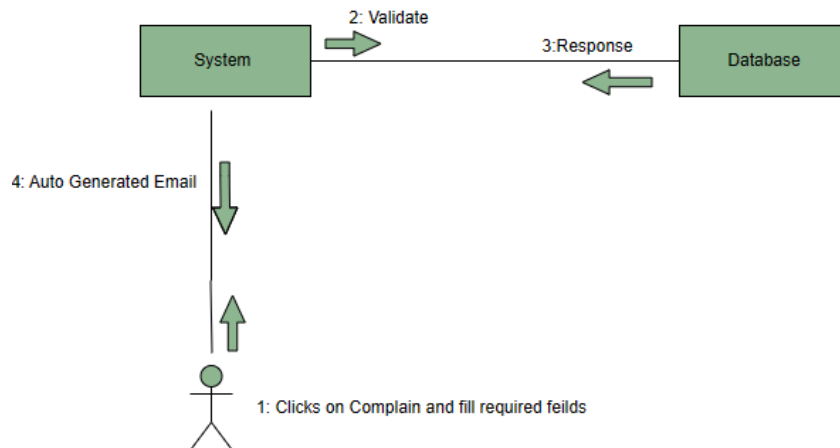 2: Validate
System
3:Response
Database
4: Auto Generated Email
1: Clicks on Complain and fill required feilds